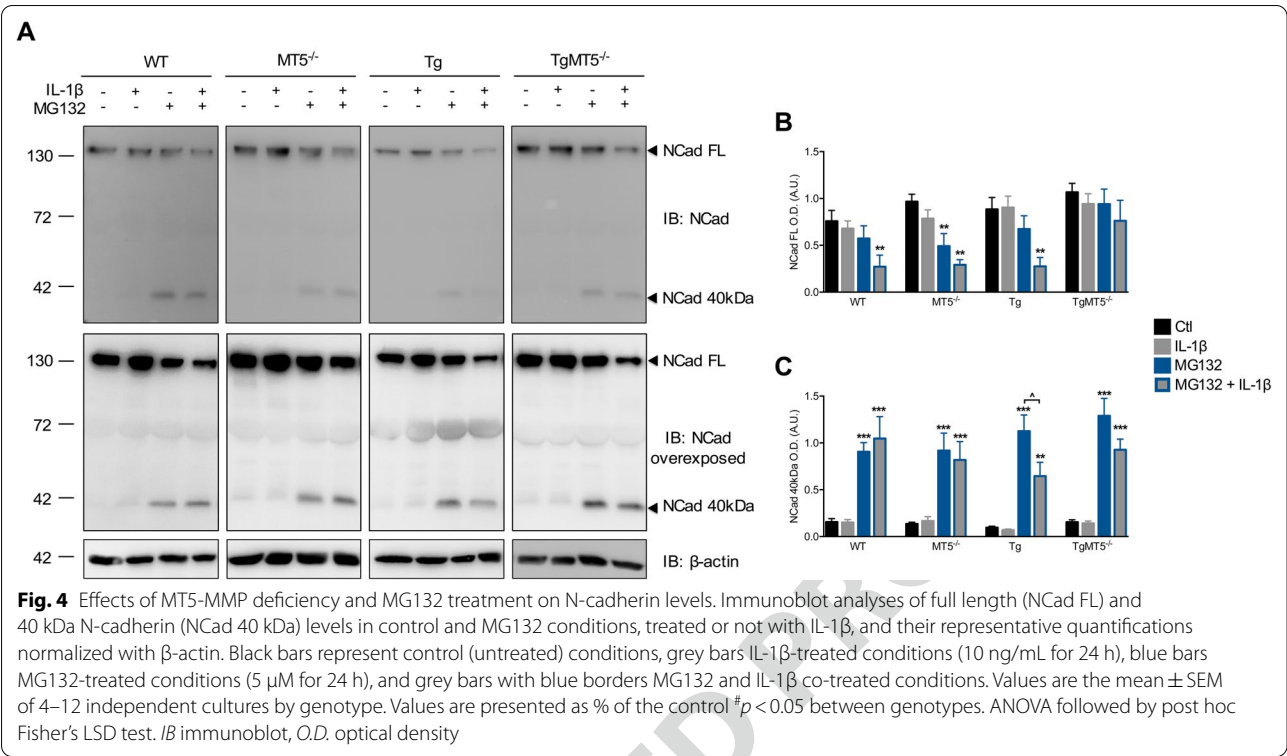 A
WT MT5-/- Tg TgMT5-/-
IL-1β - + - + - + - + - + - + - + - +
MG132 - - + + - - + + - - + + - - + +
130
72
42
NCad FL
IB: NCad
NCad 40kDa
130
72
42
NCad FL
IB: NCad
overexposed
NCad 40kDa
42
IB: β-actin
B
NCad FL O.D. (A.U.)
1.5
1.0
0.5
0.0
** ** ** **
WT MT5-/- Tg TgMT5-/-
C
NCad 40kDa O.D. (A.U.)
1.5
1.0
0.5
0.0
*** *** *** *** *** ^ ** *** ***
WT MT5-/- Tg TgMT5-/-
Ctl
IL-1β
MG132
MG132 + IL-1β
Fig. 4 Effects of MT5-MMP deficiency and MG132 treatment on N-cadherin levels. Immunoblot analyses of full length (NCad FL) and
40 kDa N-cadherin (NCad 40 kDa) levels in control and MG132 conditions, treated or not with IL-1β, and their representative quantifications
normalized with β-actin. Black bars represent control (untreated) conditions, grey bars IL-1β-treated conditions (10 ng/mL for 24 h), blue bars
MG132-treated conditions (5 µM for 24 h), and grey bars with blue borders MG132 and IL-1β co-treated conditions. Values are the mean ± SEM
of 4–12 independent cultures by genotype. Values are presented as % of the control #p < 0.05 between genotypes. ANOVA followed by post hoc
Fisher's LSD test. IB immunoblot, O.D. optical density